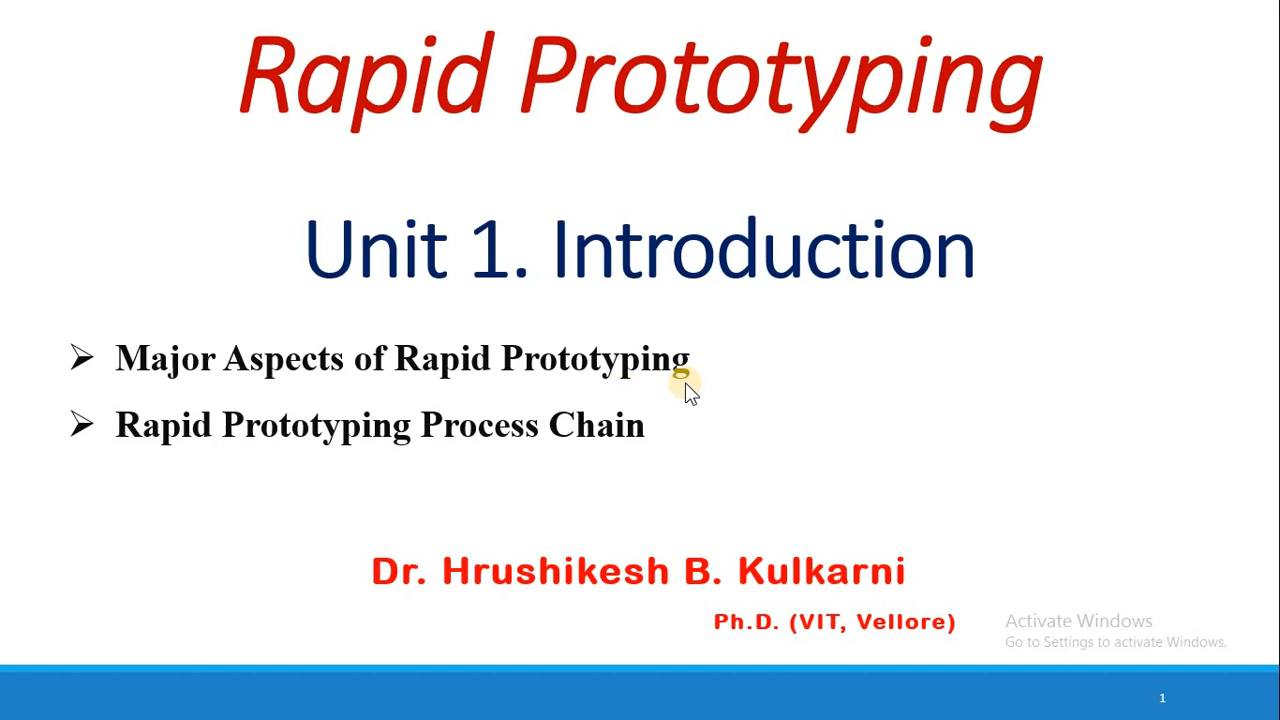 Rapid Prototyping
Unit 1. Introduction
➢ Major Aspects of Rapid Prototyping
➢ Rapid Prototyping Process Chain
Dr. Hrushikesh B. Kulkarni
Ph.D. (VIT, Vellore)
Activate Windows
Go to Settings to activate Windows.
1